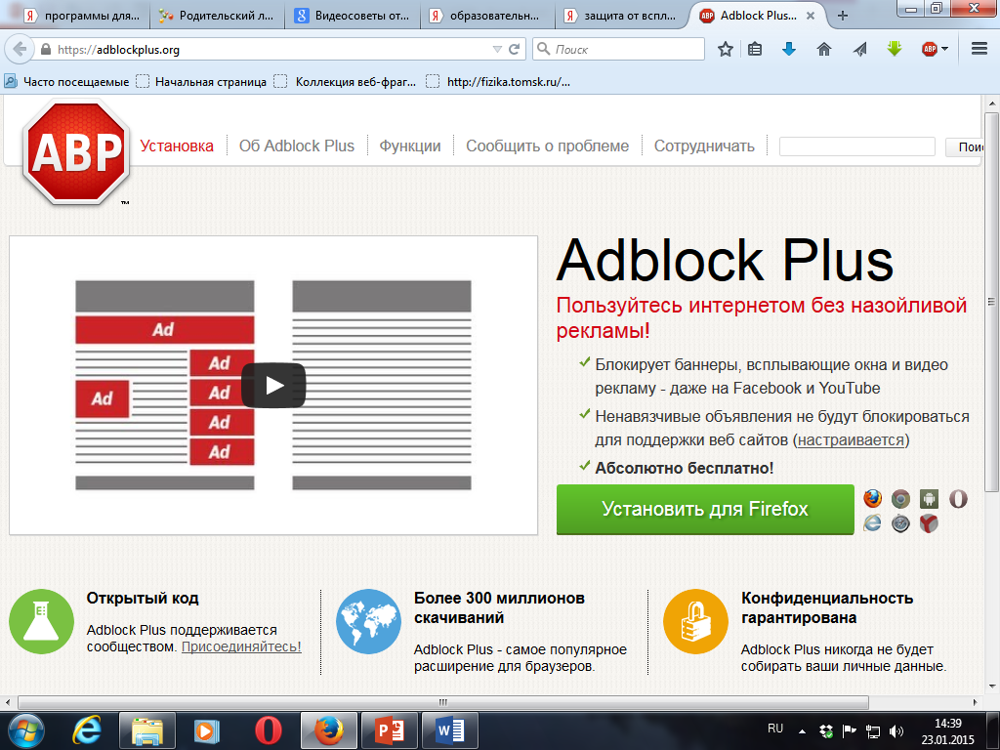 программы для...
Родительский л...
Видеосоветы от...
образовательн...
защита от вспл...
Adblock Plus...
https://adblockplus.org
Поиск
ABP
Часто посещаемые
Начальная страница
Коллекция веб-фраг...
http://fizika.tomsk.ru/...
ABP
™
Установка
Об Adblock Plus
Функции
Сообщить о проблеме
Сотрудничать
Поис
Ad
Ad
Ad
Ad
Ad
Ad
Adblock Plus
Пользуйтесь интернетом без назойливой
рекламы!
Блокирует баннеры, всплывающие окна и видео
рекламу - даже на Facebook и YouTube
Ненавязчивые объявления не будут блокироваться
для поддержки веб сайтов (настраивается)
Абсолютно бесплатно!
Установить для Firefox
Открытый код
Adblock Plus поддерживается
сообществом. Присоединяйтесь!
Более 300 миллионов
скачиваний
Adblock Plus - самое популярное
расширение для браузеров.
Конфиденциальность
гарантирована
Adblock Plus никогда не будет
собирать ваши личные данные.
RU
14:39
23.01.2015